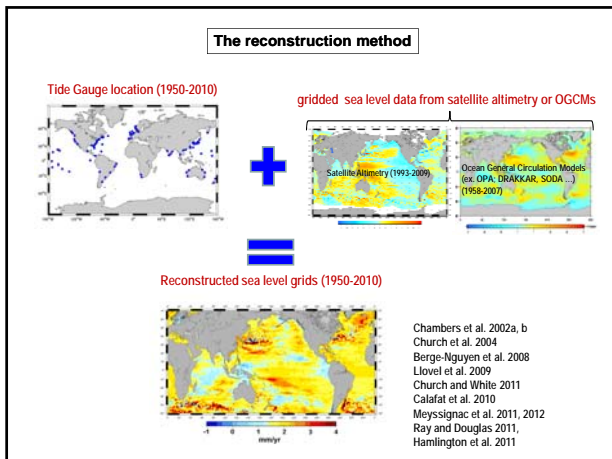 The reconstruction method
Tide Gauge location (1950-2010)
gridded sea level data from satellite altimetry or OGCMs
Satellite Altimetry (1993-2009)
Ocean General Circulation Models
(ex. OPA: DRAKKAR, SODA ...)
(1958-2007)
Reconstructed sea level grids (1950-2010)
-1 0 1 2 3 4
mm/yr
Chambers et al. 2002a, b
Church et al. 2004
Berge-Nguyen et al. 2008
Llovel et al. 2009
Church and White 2011
Calafat et al. 2010
Meyssignac et al. 2011, 2012
Ray and Douglas 2011,
Hamlington et al. 2011